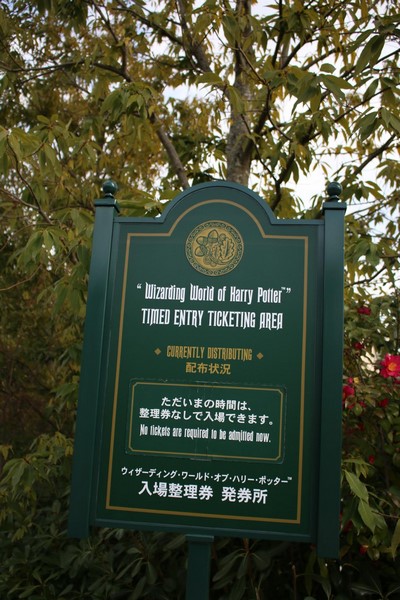 “ Wizarding World of Harry Potter™ ”
TIMED ENTRY TICKETING AREA
CURRENTLY DISTRIBUTING
配布状況
ただいまの時間は、
整理券なしで入場できます。
No tickets are required to be admitted now.
ウィザーディング・ワールド・オブ・ハリー・ポッター™
入場整理券 発券所